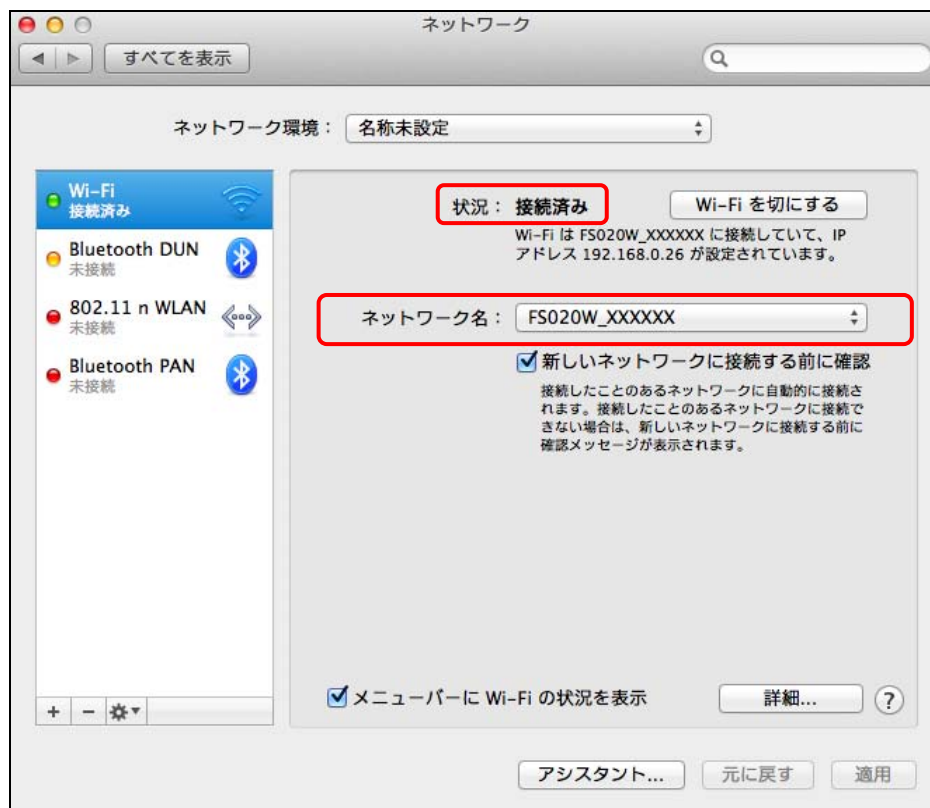 ネットワーク
すべてを表示
ネットワーク環境： 名称未設定
Wi-Fi
接続済み
Bluetooth DUN
未接続
802.11 n WLAN
未接続
Bluetooth PAN
未接続
状況： 接続済み Wi-Fi を切にする
Wi-Fi は FS020W_XXXXXX に接続していて、IP
アドレス 192.168.0.26 が設定されています。
ネットワーク名： FS020W_XXXXXX
新しいネットワークに接続する前に確認
接続したことのあるネットワークに自動的に接続さ
れます。接続したことのあるネットワークに接続で
きない場合は、新しいネットワークに接続する前に
確認メッセージが表示されます。
メニューバーに Wi-Fi の状況を表示 詳細... ?
アシスタント... 元に戻す 適用